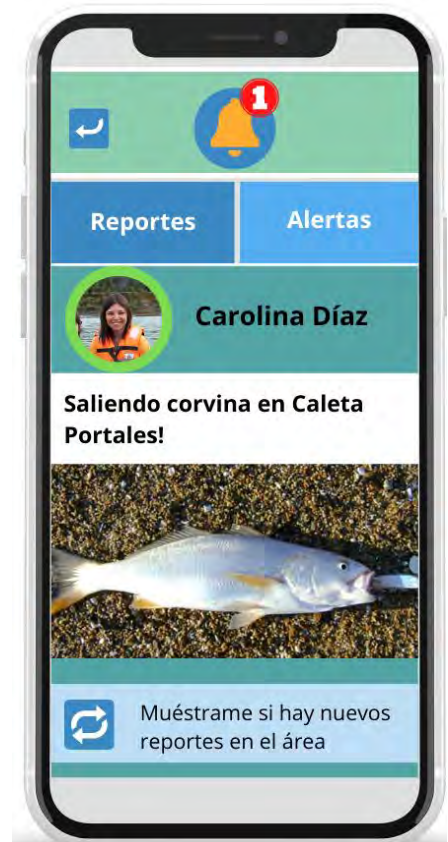 1
Reportes
Alertas
Carolina Díaz
Saliendo corvina en Caleta
Portales!
Muéstrame si hay nuevos
reportes en el área